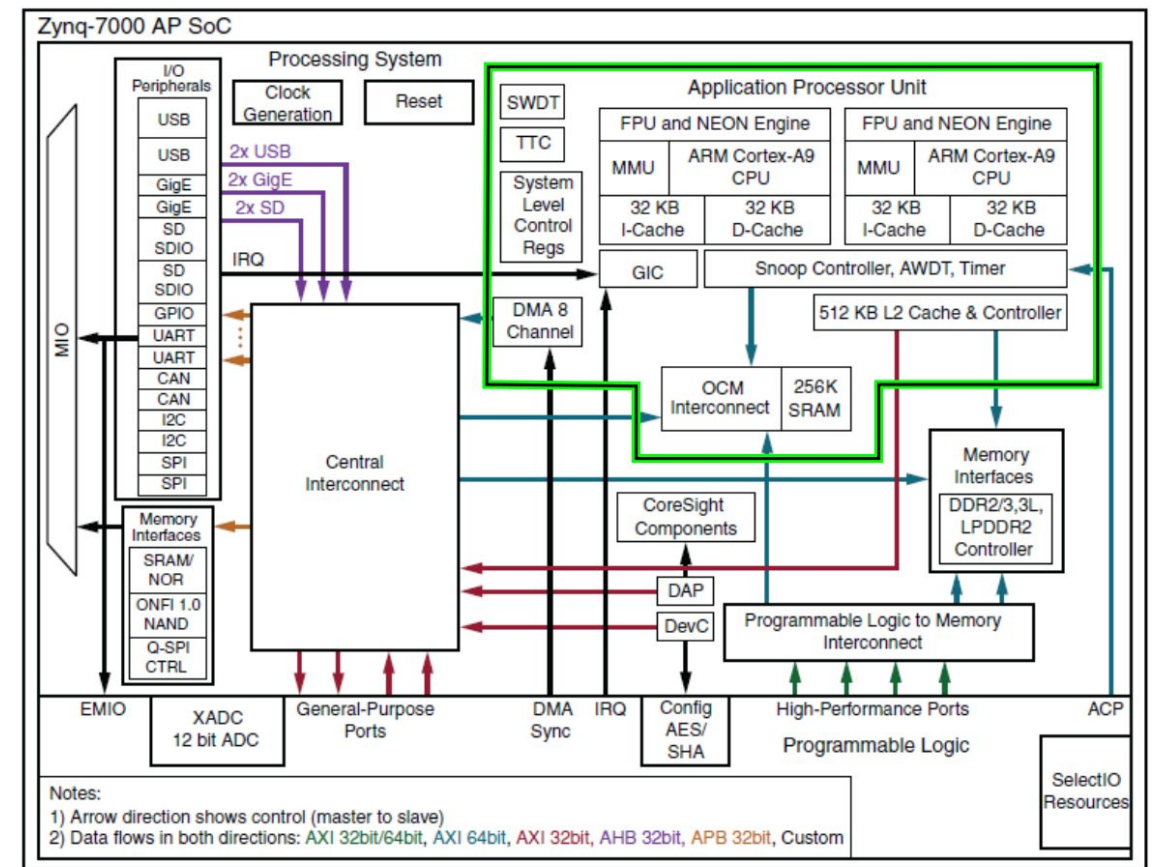 Zynq-7000 AP SoC
Processing System
I/O
Peripherals
USB
USB
GigE
GigE
SD
SDIO
SD
SDIO
GPIO
UART
UART
CAN
CAN
I2C
I2C
SPI
SPI
MIO
Clock
Generation
Reset
2x USB
2x GigE
2x SD
IRQ
Application Processor Unit
SWDT
TTC
System
Level
Control
Regs
FPU and NEON Engine
MMU
ARM Cortex-A9
CPU
32 KB
I-Cache
32 KB
D-Cache
FPU and NEON Engine
MMU
ARM Cortex-A9
CPU
32 KB
I-Cache
32 KB
D-Cache
GIC
Snoop Controller, AWDT, Timer
DMA 8
Channel
512 KB L2 Cache & Controller
OCM
Interconnect
256K
SRAM
Central
Interconnect
Memory
Interfaces
DDR2/3,3L,
LPDDR2
Controller
CoreSight
Components
DAP
DevC
Programmable Logic to Memory
Interconnect
Memory
Interfaces
SRAM/
NOR
ONFI 1.0
NAND
Q-SPI
CTRL
EMIO
XADC
12 bit ADC
General-Purpose
Ports
DMA
Sync
IRQ
Config
AES/
SHA
High-Performance Ports
ACP
Programmable Logic
SelectIO
Resources
Notes:
1) Arrow direction shows control (master to slave)
2) Data flows in both directions: AXI 32bit/64bit, AXI 64bit, AXI 32bit, AHB 32bit, APB 32bit, Custom